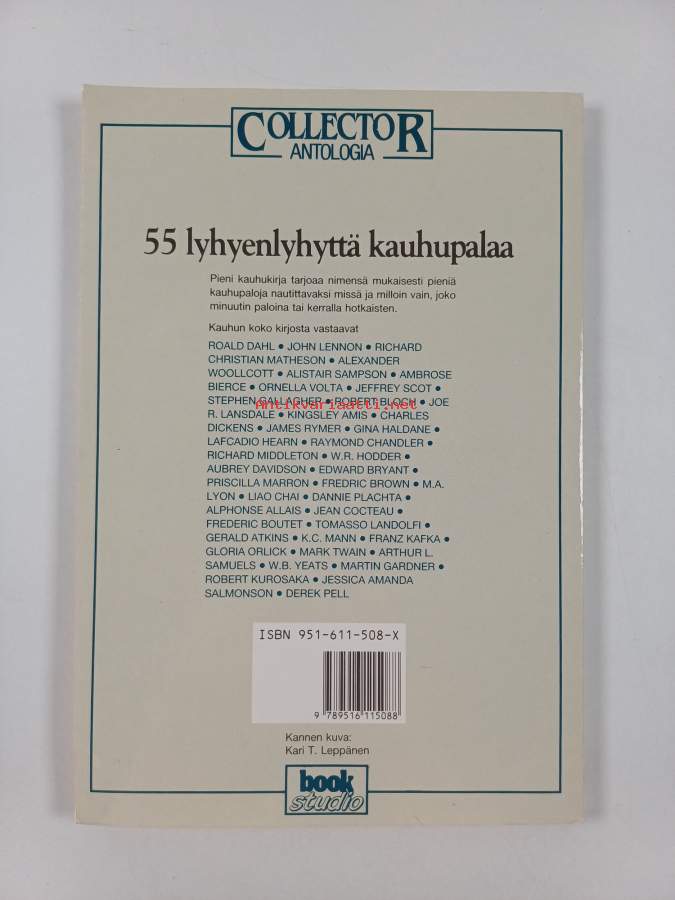 COLLECTOR
ANTOLOGIA
55 lyhyenlyhyttä kauhupalaa
Pieni kauhukirja tarjoaa nimensä mukaisesti pieniä
kauhupaloja nautittavaksi missä ja milloin vain, joko
minuutin paloina tai kerralla hotkaisten.
Kauhun koko kirjosta vastaavat
ROALD DAHL • JOHN LENNON • RICHARD
CHRISTIAN MATHESON • ALEXANDER
WOOLLCOTT • ALISTAIR SAMPSON • AMBROSE
BIERCE • ORNELLA VOLTA • JEFFREY SCOT •
STEPHEN GALLAGHER • ROBERT BLOCH • JOE
Antikvariaatti.net
R. LANSDALE • KINGSLEY AMIS • CHARLES
DICKENS • JAMES RYMER • GINA HALDANE •
LAFCADIO HEARN • RAYMOND CHANDLER •
RICHARD MIDDLETON • W.R. HODDER •
AUBREY DAVIDSON • EDWARD BRYANT •
PRISCILLA MARRON • FREDRIC BROWN • M.A.
LYON • LIAO CHAI • DANNIE PLACHTA •
ALPHONSE ALLAIS • JEAN COCTEAU •
FREDERIC BOUTET • TOMASSO LANDOLFI •
GERALD ATKINS • K.C. MANN • FRANZ KAFKA •
GLORIA ORLICK • MARK TWAIN • ARTHUR L.
SAMUELS • W.B. YEATS • MARTIN GARDNER •
ROBERT KUROSAKA • JESSICA AMANDA
SALMONSON • DEREK PELL
ISBN 951-611-508-X
9 789516 115088
Kannen kuva:
Kari T. Leppänen
book
studio